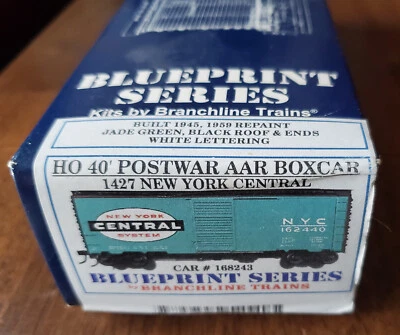 BLUEPRINT
SERIES
Kits by Branchline Trains®
BUILT 1945, 1959 REPAINT
JADE GREEN, BLACK ROOF & ENDS
WHITE LETTERING
HO 40' POSTWAR AAR BOXCAR
1427 NEW YORK CENTRAL
NEW YORK
CENTRAL
SYSTEM
NYC
162440
CAR # 168243
BLUEPRINT SERIES
by BRANCHLINE TRAINS